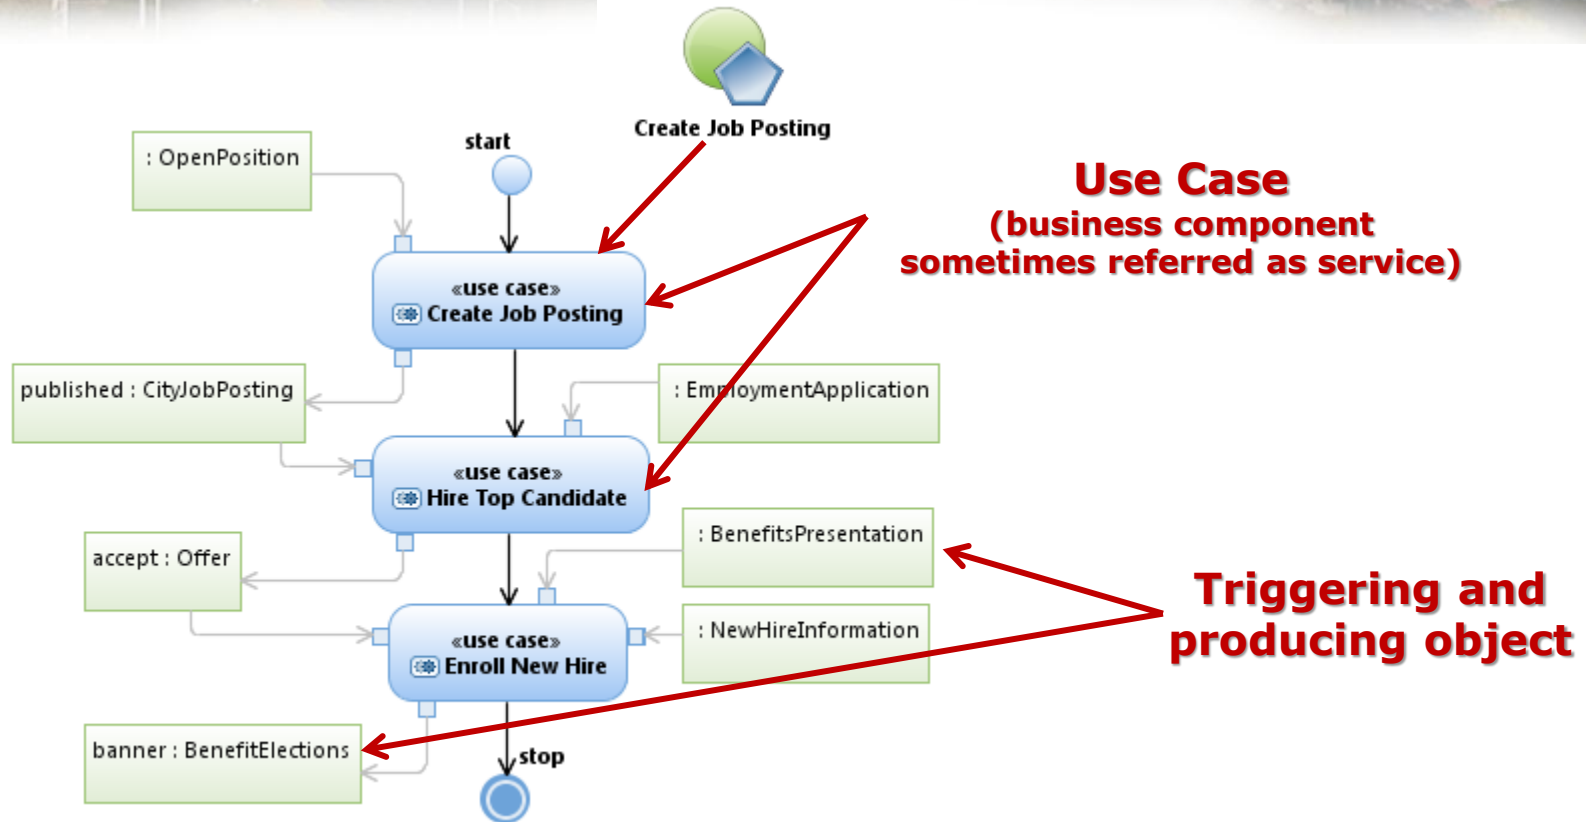 Create Job Posting
start
: OpenPosition
Use Case
(business component
sometimes referred as service)
«use case»
Create Job Posting
published : CityJobPosting
: EmploymentApplication
«use case»
Hire Top Candidate
: BenefitsPresentation
accept : Offer
Triggering and
producing object
: NewHireInformation
«use case»
Enroll New Hire
banner : BenefitElections
stop